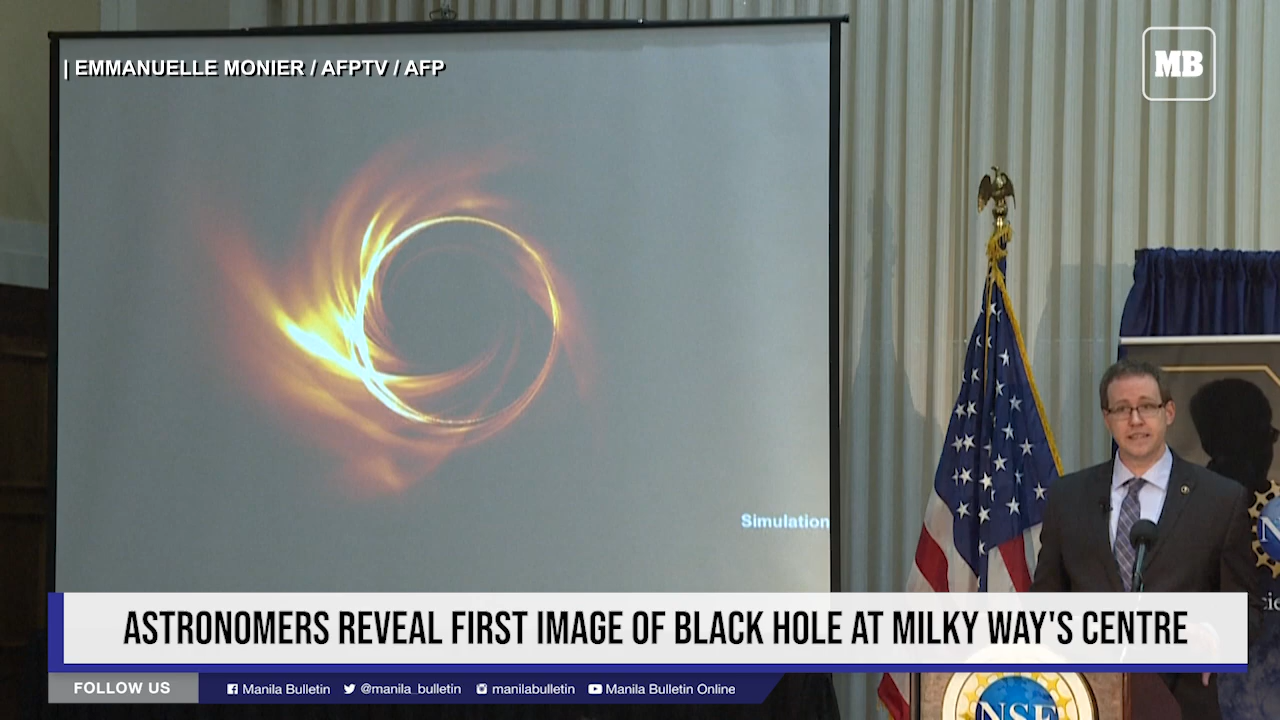 | EMMANUELLE MONIER / AFPTV / AFP
MB
Simulation
ASTRONOMERS REVEAL FIRST IMAGE OF BLACK HOLE AT MILKY WAY'S CENTRE
FOLLOW US
Manila Bulletin @manila_bulletin manilabulletin Manila Bulletin Online
NSF